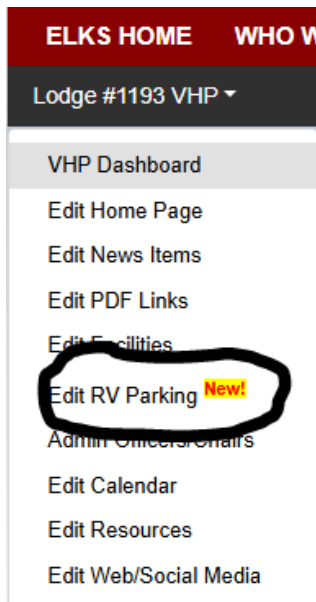 ELKS HOME WHO W
Lodge #1193 VHP
VHP Dashboard
Edit Home Page
Edit News Items
Edit PDF Links
Edit Facilities
Edit RV Parking New!
Admin Officers/Chairs
Edit Calendar
Edit Resources
Edit Web/Social Media